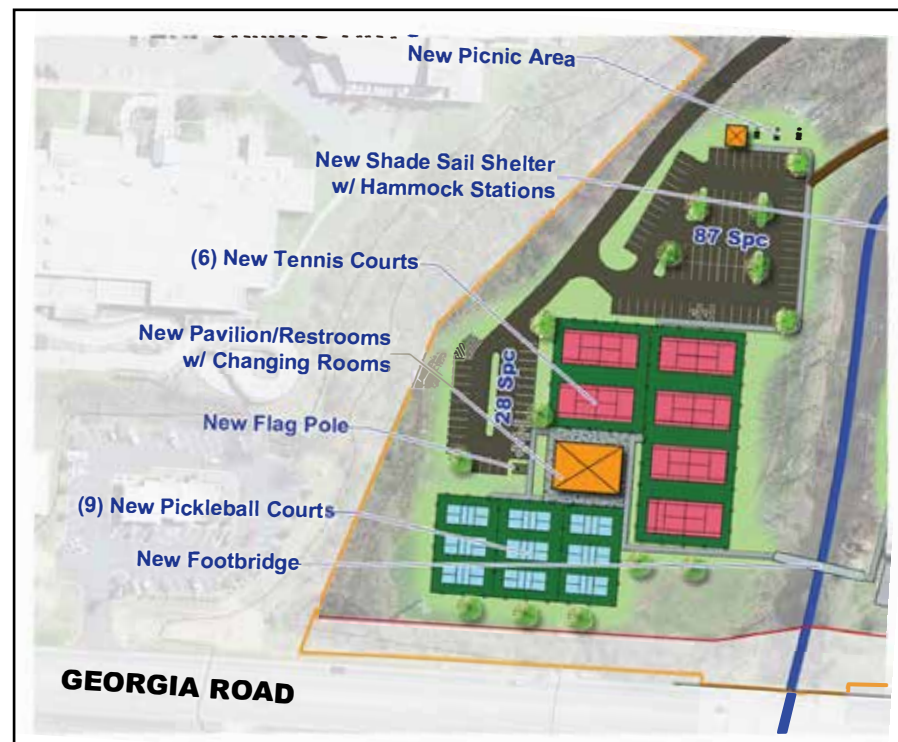 New Picnic Area
New Shade Sail Shelter
w/ Hammock Stations
87 Spc
(6) New Tennis Courts
New Pavilion/Restrooms
w/ Changing Rooms
28 Spc
New Flag Pole
(9) New Pickleball Courts
New Footbridge
GEORGIA ROAD